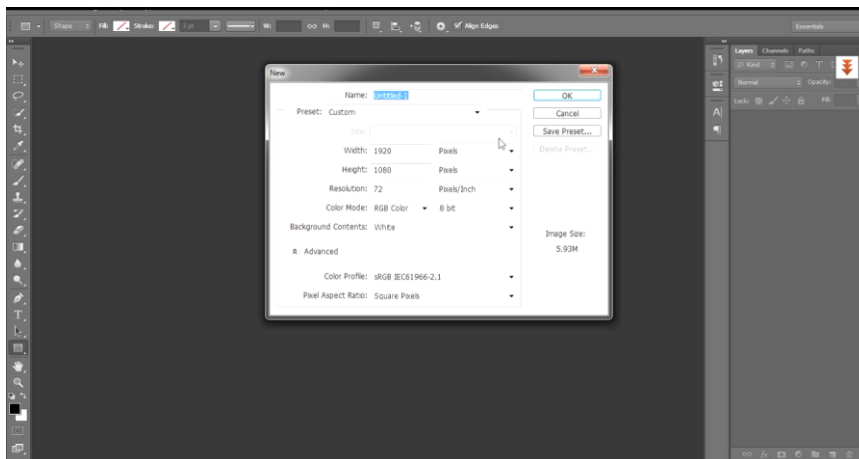 Shape Fill: Stroke: 3 pt W: H: Align Edges Essentials
New
Name: Untitled-1 OK
Preset: Custom Cancel
Size: Save Preset...
Width: 1920 Pixels Delete Preset...
Height: 1080 Pixels
Resolution: 72 Pixels/Inch
Color Mode: RGB Color 8 bit
Background Contents: White
Image Size:
5.93M
Advanced
Color Profile: sRGB IEC61966-2.1
Pixel Aspect Ratio: Square Pixels
Layers Channels Paths
Kind
Normal Opacity:
Lock: Fill: